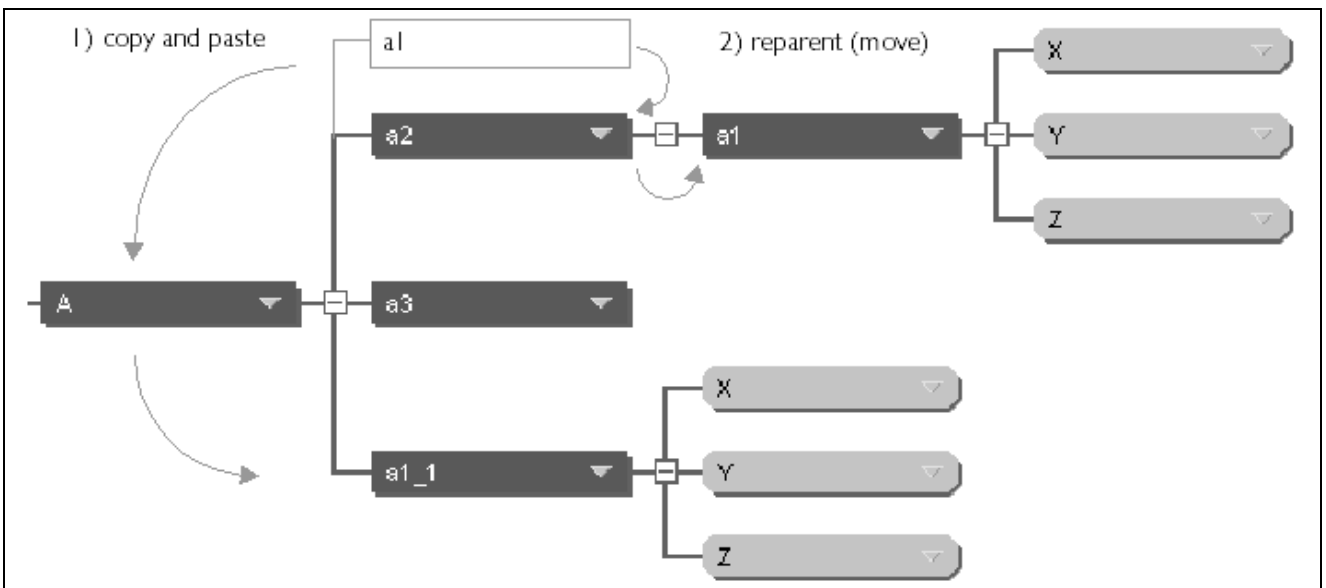 1) copy and paste
a1
2) reparent (move)
X
a2
a1
Y
Z
A
a3
X
a1_1
Y
Z